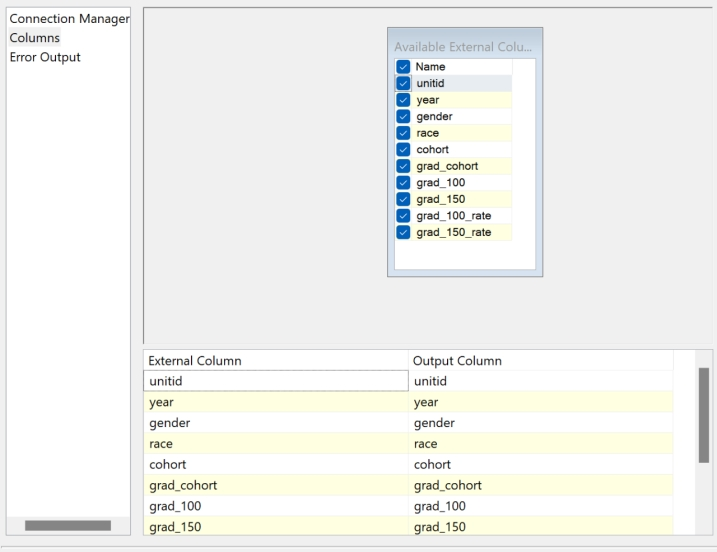 Connection Manager
Columns
Error Output
Available External Colu...
Name
unitid
year
gender
race
cohort
grad_cohort
grad_100
grad_150
grad_100_rate
grad_150_rate
External Column Output Column
unitid unitid
year year
gender gender
race race
cohort cohort
grad_cohort grad_cohort
grad_100 grad_100
grad_150 grad_150